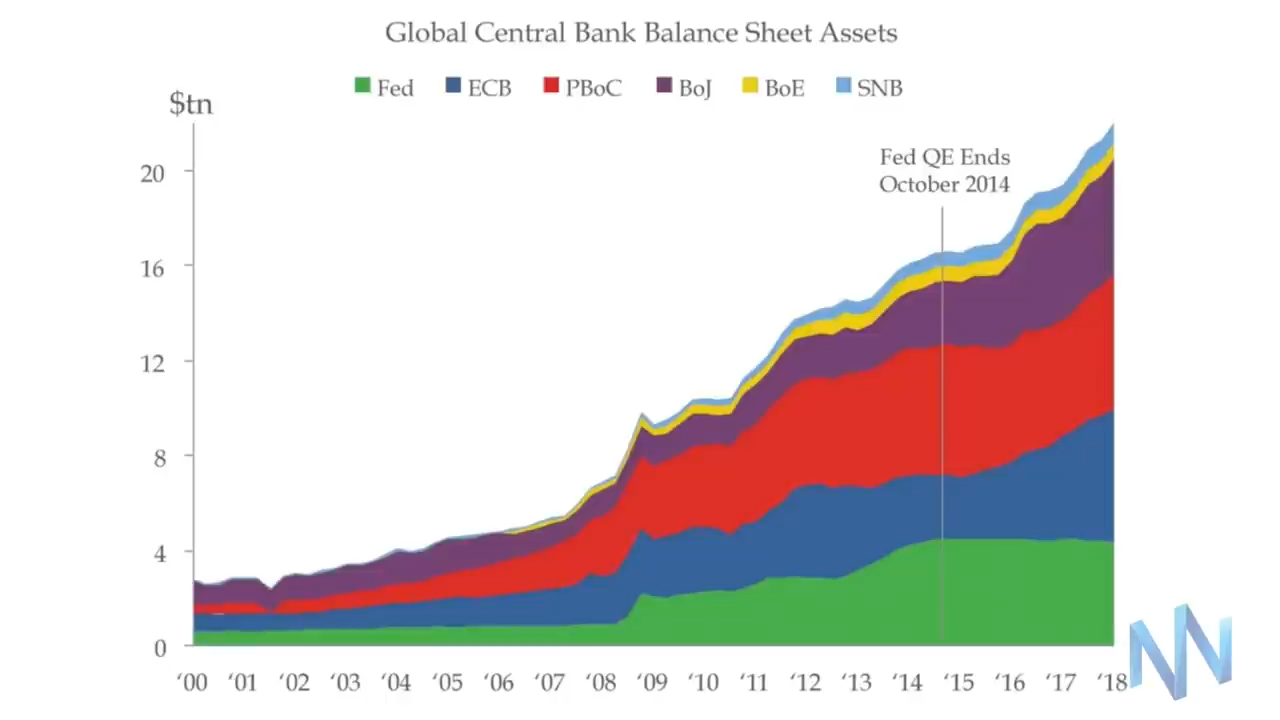 Global Central Bank Balance Sheet Assets
Fed ECB PBoC BoJ BoE SNB
$tn
Fed QE Ends
October 2014
20
16
12
8
4
0
‘00 ‘01 ‘02 ‘03 ‘04 ‘05 ‘06 ‘07 ‘08 ‘09 ‘10 ‘11 ‘12 ‘13 ‘14 ‘15 ‘16 ‘17 ‘18
NN